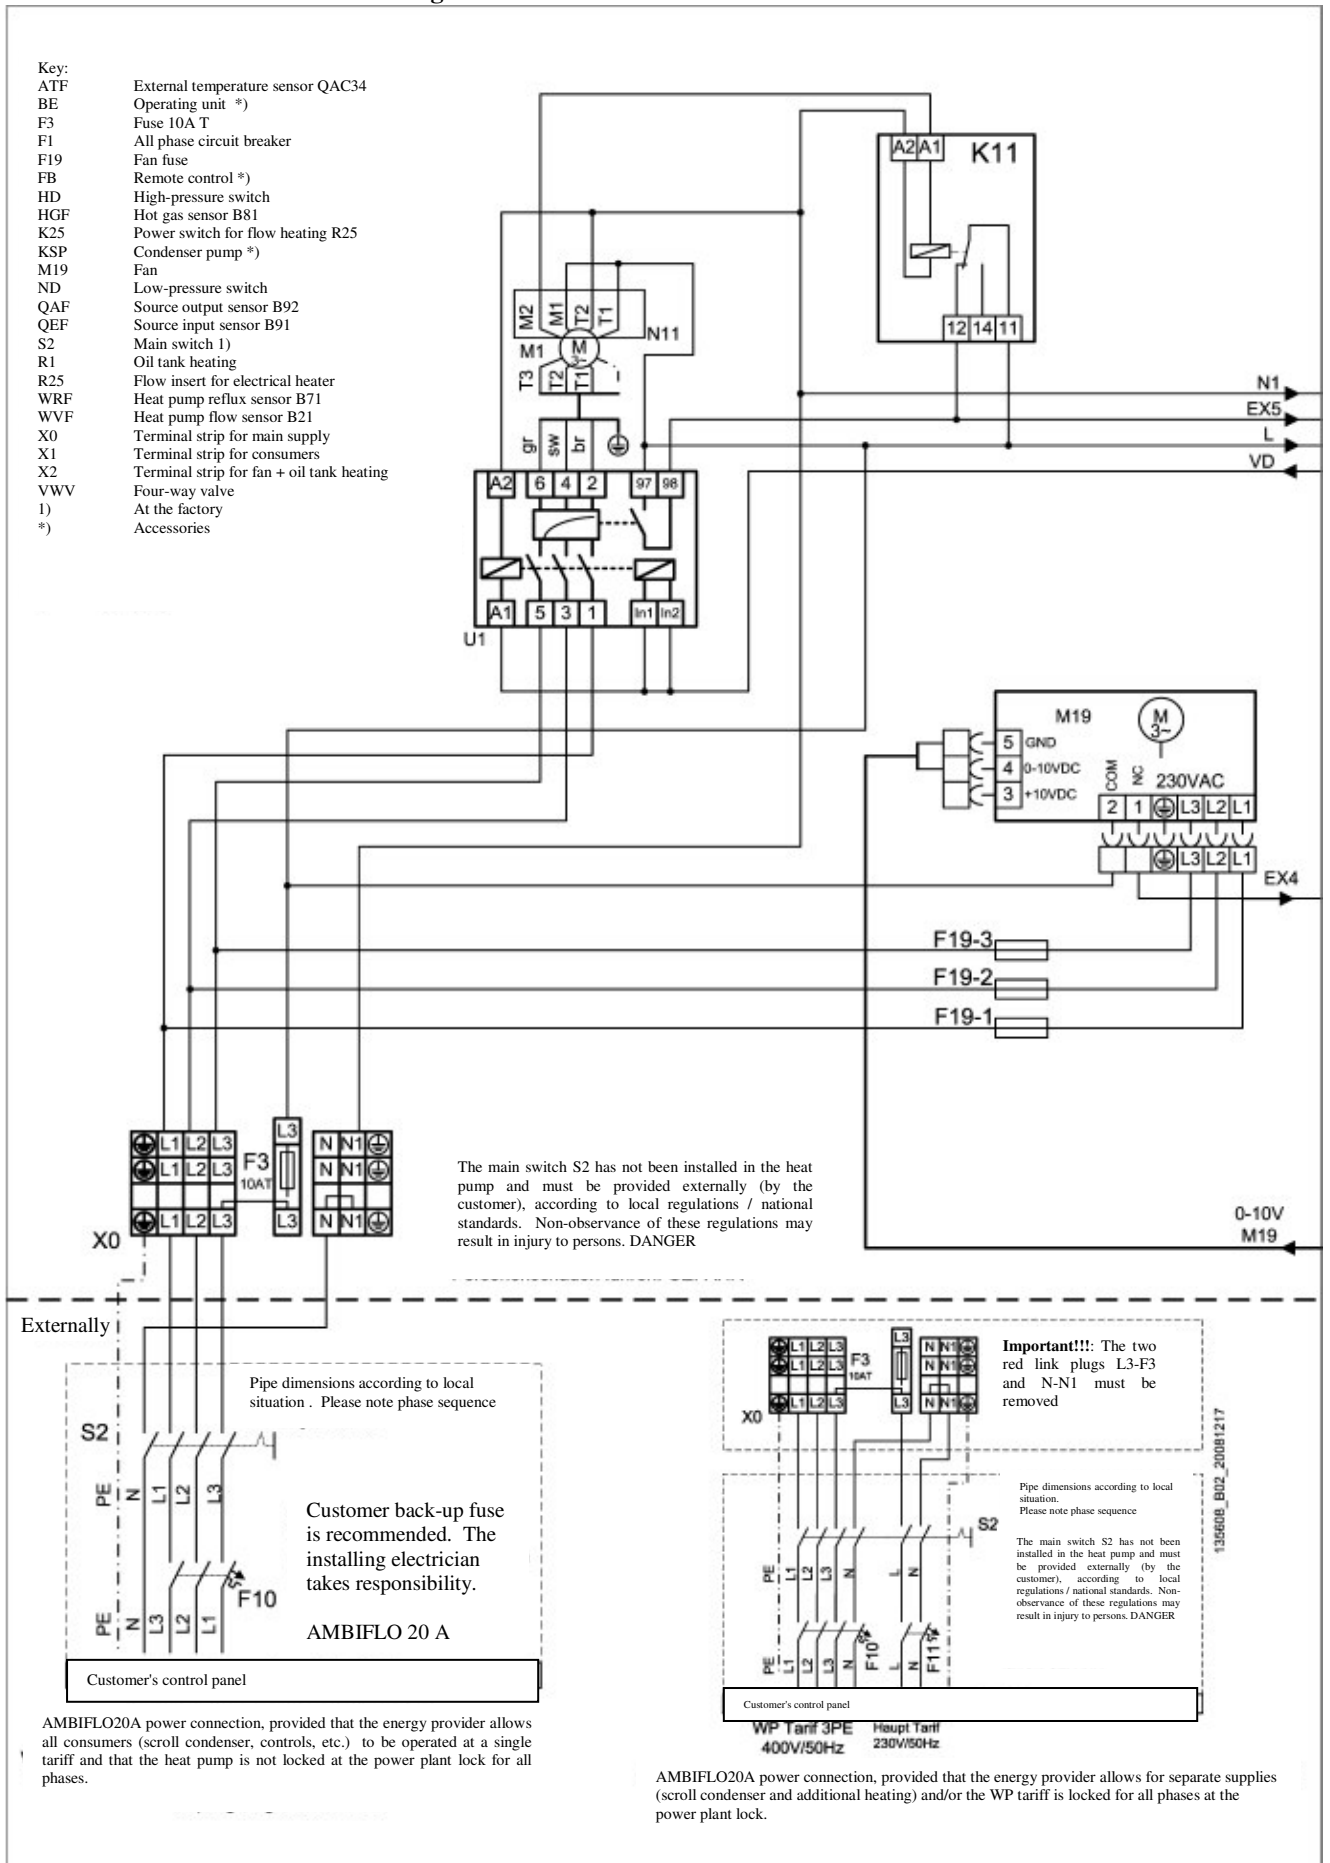 Key:
ATF External temperature sensor QAC34
BE Operating unit *)
F3 Fuse 10A T
F1 All phase circuit breaker
F19 Fan fuse
FB Remote control *)
HD High-pressure switch
HGF Hot gas sensor B81
K25 Power switch for flow heating R25
KSP Condenser pump *)
M19 Fan
ND Low-pressure switch
QAF Source output sensor B92
QEF Source input sensor B91
S2 Main switch 1)
R1 Oil tank heating
R25 Flow insert for electrical heater
WRF Heat pump reflux sensor B71
WVF Heat pump flow sensor B21
X0 Terminal strip for main supply
X1 Terminal strip for consumers
X2 Terminal strip for fan + oil tank heating
VWV Four-way valve
1) At the factory
*) Accessories
A2 A1
K11
12 14 11
M2 M1 T2 T1
N11
M1
M
3~
T3 T2 T1
gr sw br
N1
EX5
L
VD
A2 6 4 2 97 98
A1 5 3 1 In1 In2
U1
M19
M
3~
5 GND
4 0-10VDC
3 +10VDC
COM NC 230VAC
2 1 L3 L2 L1
L3 L2 L1
EX4
F19-3
F19-2
F19-1
L1 L2 L3
L1 L2 L3
L1 L2 L3
F3
10AT
L3
L3
N N1
N N1
N N1
X0
The main switch S2 has not been installed in the heat
pump and must be provided externally (by the
customer), according to local regulations / national
standards. Non-observance of these regulations may
result in injury to persons. DANGER
0-10V
M19
Externally
Pipe dimensions according to local
situation . Please note phase sequence
S2
PE N L1 L2 L3
Customer back-up fuse
is recommended. The
installing electrician
takes responsibility.
F10
PE N L3 L2 L1
AMBIFLO 20 A
Customer's control panel
AMBIFLO20A power connection, provided that the energy provider allows
all consumers (scroll condenser, controls, etc.) to be operated at a single
tariff and that the heat pump is not locked at the power plant lock for all
phases.
L1 L2 L3
L1 L2 L3
L1 L2 L3
F3
10AT
L3
L3
N N1
N N1
N N1
X0
Important!!!: The two
red link plugs L3-F3
and N-N1 must be
removed
135608_B02_20081217
Pipe dimensions according to local
situation.
Please note phase sequence
The main switch S2 has not been
installed in the heat pump and must
be provided externally (by the
customer), according to local
regulations / national standards. Non-
observance of these regulations may
result in injury to persons. DANGER
S2
PE L1 L2 L3 N L N
PE L1 L2 L3 N F10 L N F11
Customer's control panel
WP Tarif 3PE
400V/50Hz
Haupt Tarif
230V/50Hz
AMBIFLO20A power connection, provided that the energy provider allows for separate supplies
(scroll condenser and additional heating) and/or the WP tariff is locked for all phases at the
power plant lock.